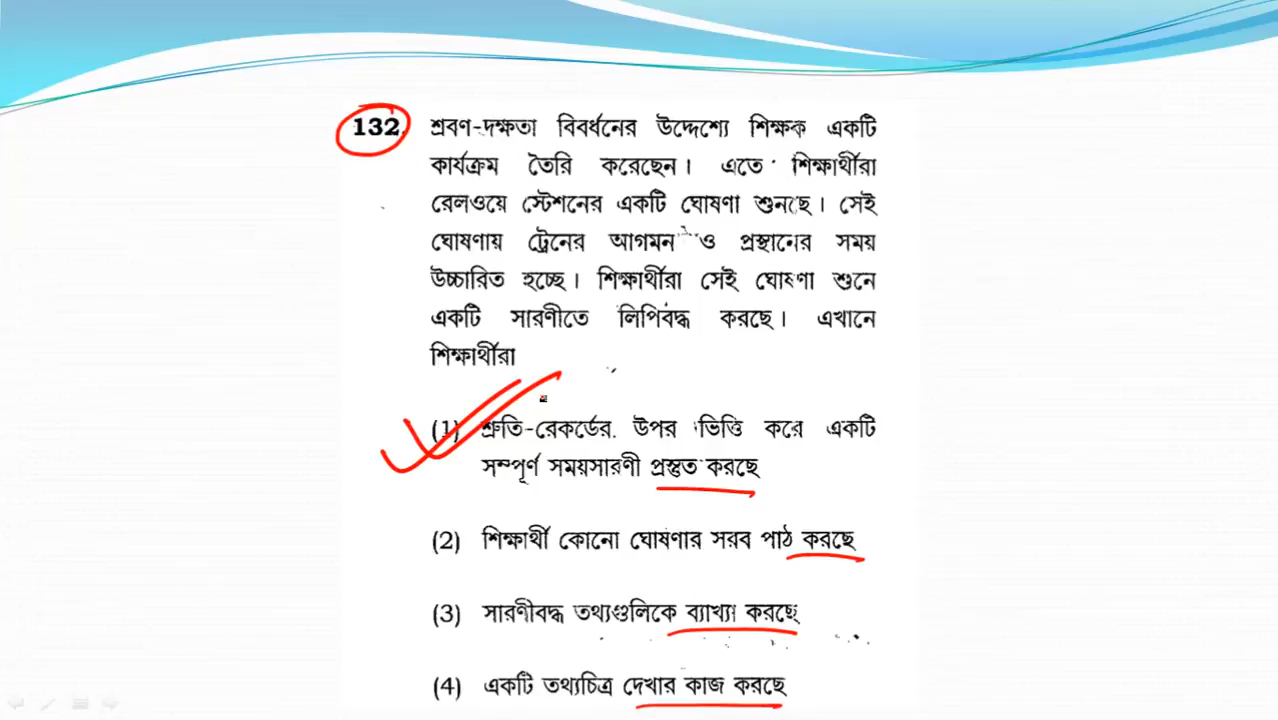 132. শ্রবণ-দক্ষতা বিবর্ধনের উদ্দেশ্যে শিক্ষক একটি
কার্যক্রম তৈরি করেছেন। এতে শিক্ষার্থীরা
রেলওয়ে স্টেশনের একটি ঘোষণা শুনছে। সেই
ঘোষণায় ট্রেনের আগমন ও প্রস্থানের সময়
উচ্চারিত হচ্ছে। শিক্ষার্থীরা সেই ঘোষণা শুনে
একটি সারণীতে লিপিবদ্ধ করছে। এখানে
শিক্ষার্থীরা
(1) শ্রুতি-রেকর্ডের উপর ভিত্তি করে একটি
সম্পূর্ণ সময়সারণী প্রস্তুত করছে
(2) শিক্ষার্থী কোনো ঘোষণার সরব পাঠ করছে
(3) সারণীবদ্ধ তথ্যগুলিকে ব্যাখ্যা করছে
(4) একটি তথ্যচিত্র দেখার কাজ করছে